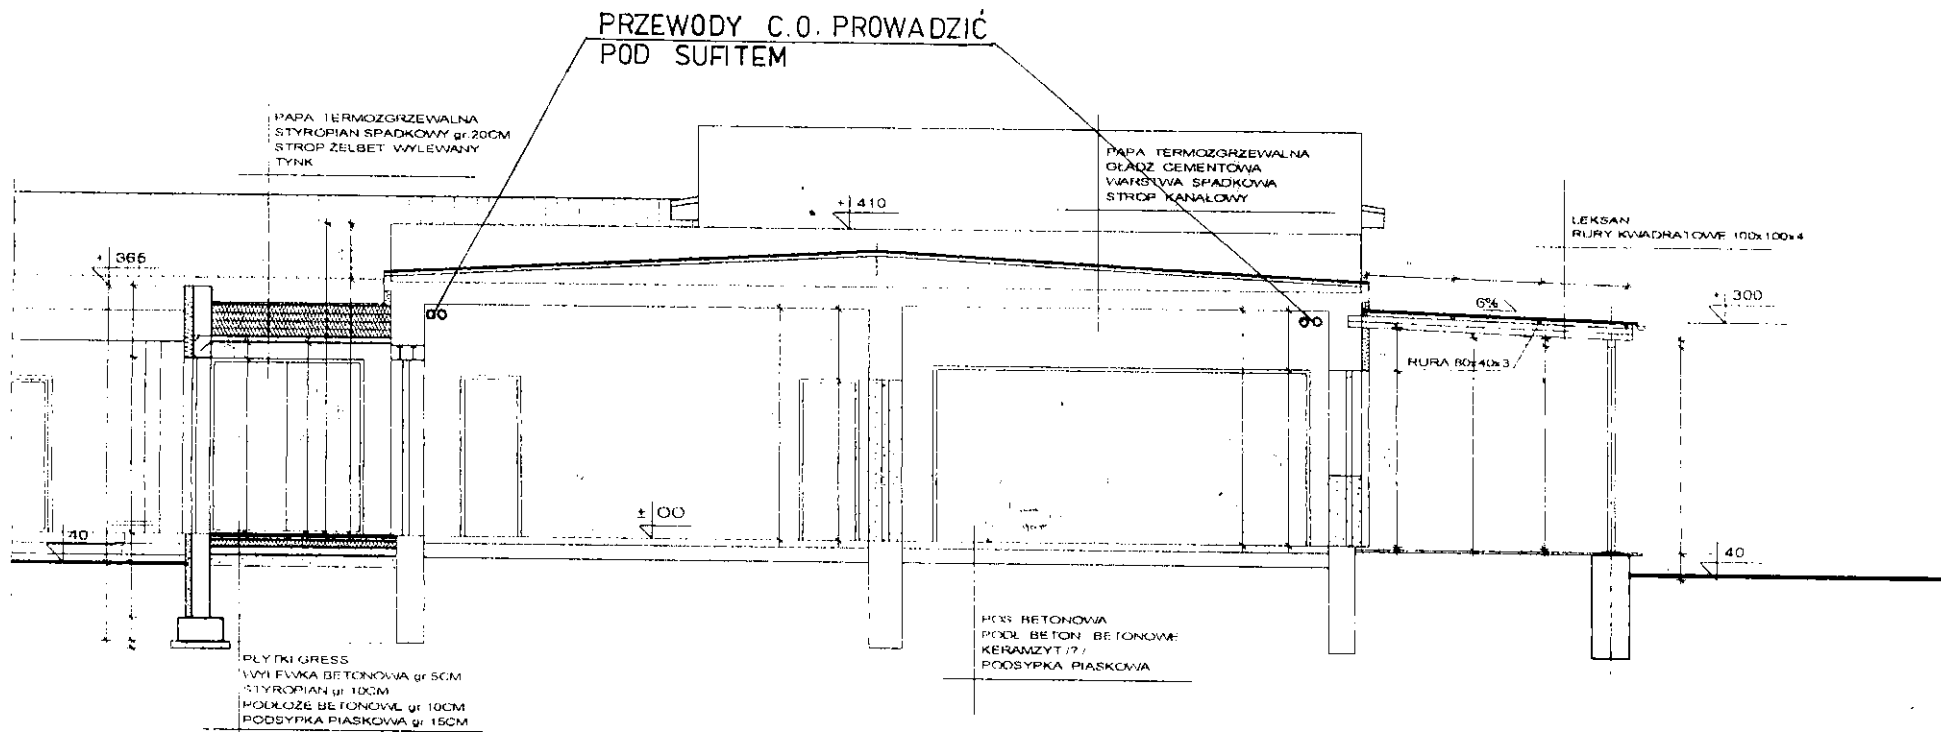 PRZEWODY C.O. PROWADZIĆ
POD SUFITEM
PAPA TERMOZGRZEWALNA
STYROPIAN SPADKOWY gr.20CM
STROP ŻELBET WYLEWANY
TYNK
PAPA TERMOZGRZEWALNA
GŁADŹ CEMENTOWA
WARSTWA SPADKOWA
STROP KANAŁOWY
LEKSAN
RURY KWADRATOWE 100x100x4
+ 410
+ 365
6%
+ 300
RURA 80x40x3
± 00
- 40
- 40
POS. BETONOWA
PODŁ. BETON BETONOWE
KERAMZYT /?/
PODSYPKA PIASKOWA
PŁYTKI GRESS
WYLEWKA BETONOWA gr 5CM
STYROPIAN gr 10CM
PODŁOŻE BETONOWE gr 10CM
PODSYPKA PIASKOWA gr 15CM